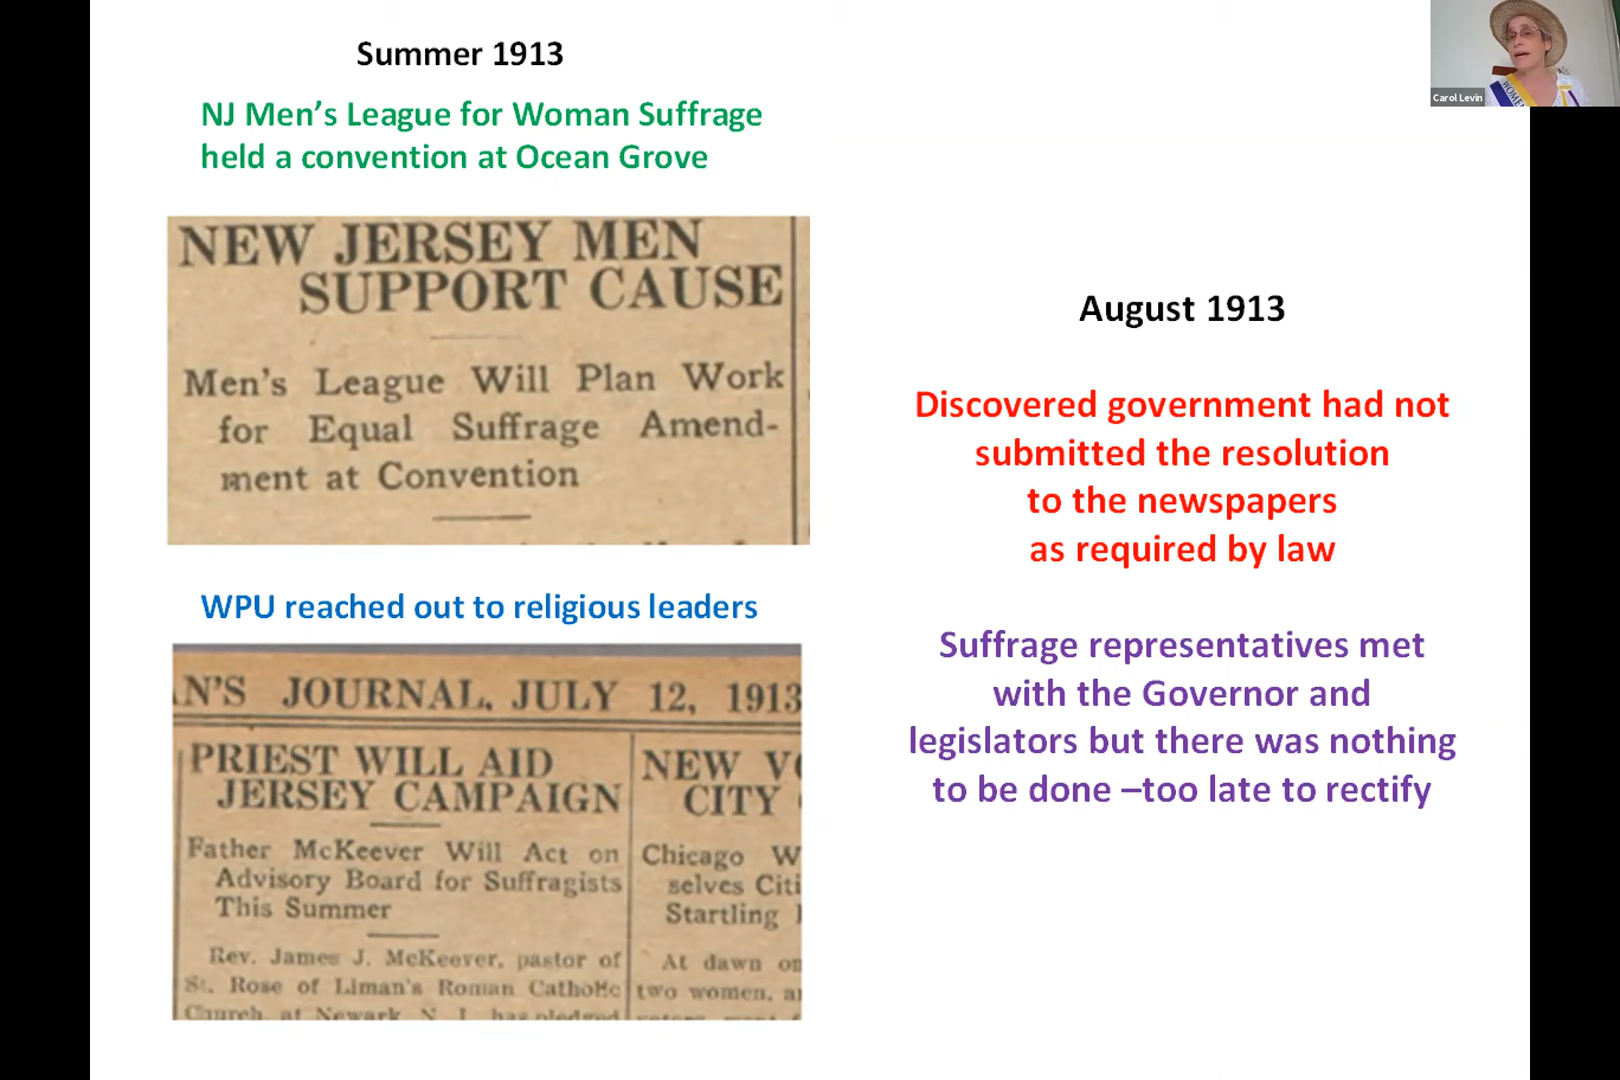 Summer 1913
NJ Men's League for Woman Suffrage
held a convention at Ocean Grove
NEW JERSEY MEN
SUPPORT CAUSE
Men's League Will Plan Work
for Equal Suffrage Amend-
ment at Convention
WPU reached out to religious leaders
N'S JOURNAL, JULY 12, 1913
PRIEST WILL AID
JERSEY CAMPAIGN
Father McKeever Will Act on
Advisory Board for Suffragists
This Summer
Rev. James J. McKeever, pastor of
St. Rose of Liman's Roman Catholic
Church, at Newark, N. J., has pledged
NEW
CITY
Chicago W
selves Citi
Startling
At dawn on
two women,
August 1913
Discovered government had not
submitted the resolution
to the newspapers
as required by law
Suffrage representatives met
with the Governor and
legislators but there was nothing
to be done –too late to rectify
Carol Levin
WOMEN